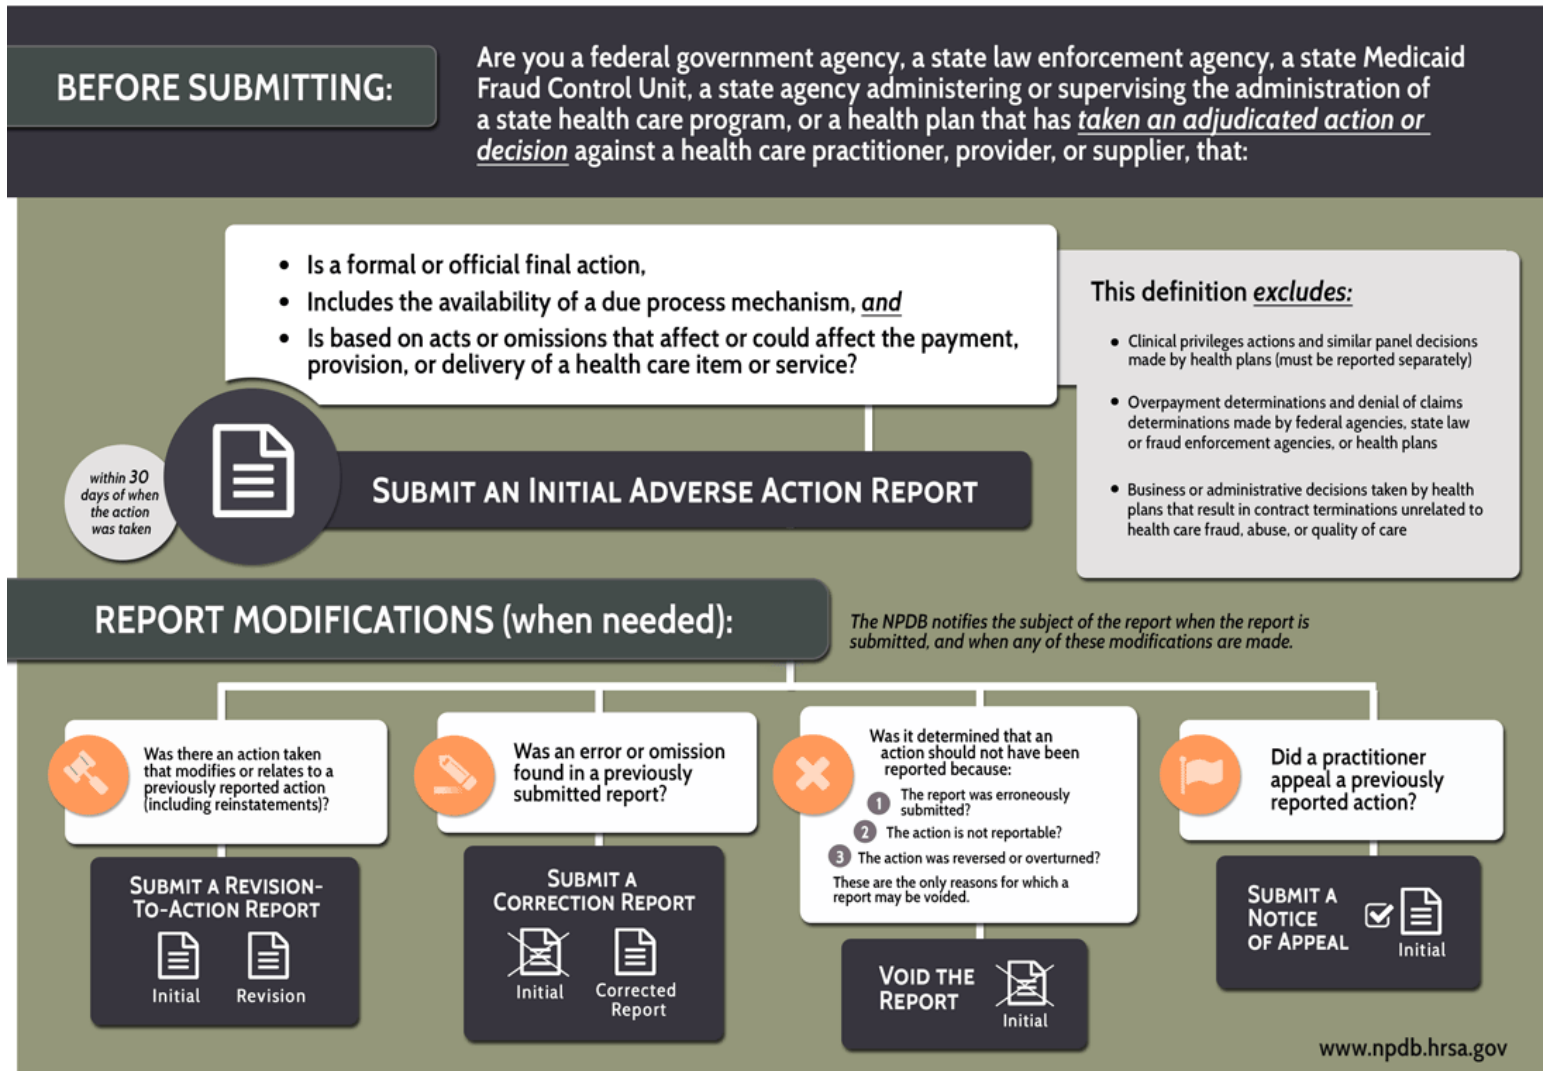 BEFORE SUBMITTING:
Are you a federal government agency, a state law enforcement agency, a state Medicaid
Fraud Control Unit, a state agency administering or supervising the administration of
a state health care program, or a health plan that has taken an adjudicated action or
decision against a health care practitioner, provider, or supplier, that:
• Is a formal or official final action,
• Includes the availability of a due process mechanism, and
• Is based on acts or omissions that affect or could affect the payment,
provision, or delivery of a health care item or service?
This definition excludes:
• Clinical privileges actions and similar panel decisions
made by health plans (must be reported separately)
• Overpayment determinations and denial of claims
determinations made by federal agencies, state law
or fraud enforcement agencies, or health plans
• Business or administrative decisions taken by health
plans that result in contract terminations unrelated to
health care fraud, abuse, or quality of care
within 30
days of when
the action
was taken
SUBMIT AN INITIAL ADVERSE ACTION REPORT
REPORT MODIFICATIONS (when needed):
The NPDB notifies the subject of the report when the report is
submitted, and when any of these modifications are made.
Was there an action taken
that modifies or relates to a
previously reported action
(including reinstatements)?
SUBMIT A REVISION-
TO-ACTION REPORT
Initial
Revision
Was an error or omission
found in a previously
submitted report?
SUBMIT A
CORRECTION REPORT
Initial
Corrected
Report
Was it determined that an
action should not have been
reported because:
1 The report was erroneously
submitted?
2 The action is not reportable?
3 The action was reversed or overturned?
These are the only reasons for which a
report may be voided.
VOID THE
REPORT
Initial
Did a practitioner
appeal a previously
reported action?
SUBMIT A
NOTICE
OF APPEAL
Initial
www.npdb.hrsa.gov